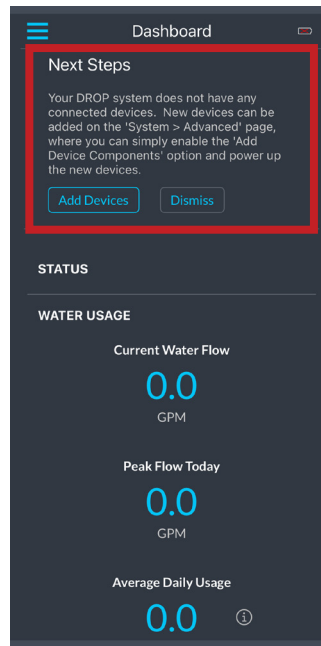 Dashboard
Next Steps
Your DROP system does not have any
connected devices.  New devices can be
added on the 'System > Advanced' page,
where you can simply enable the 'Add
Device Components' option and power up
the new devices.
Add Devices
Dismiss
STATUS
WATER USAGE
Current Water Flow
0.0
GPM
Peak Flow Today
0.0
GPM
Average Daily Usage
0.0